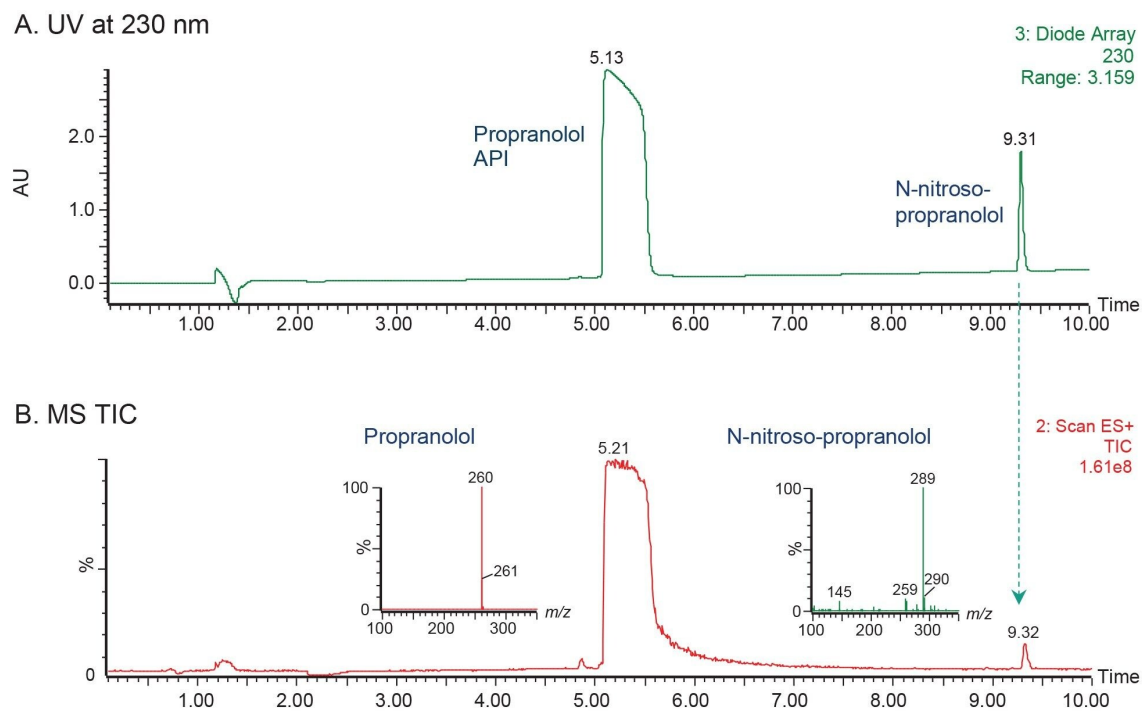 A. UV at 230 nm
3: Diode Array
230
Range: 3.159
5.13
Propranolol
API
9.31
N-nitroso-
propranolol
AU
2.0
1.0
0.0
Time
1.00 2.00 3.00 4.00 5.00 6.00 7.00 8.00 9.00 10.00
B. MS TIC
2: Scan ES+
TIC
1.61e8
Propranolol
5.21
N-nitroso-propranolol
260
100
%
261
0
m/z
100 200 300
289
100
%
145
259
290
0
m/z
100 200 300
9.32
%
0
Time
1.00 2.00 3.00 4.00 5.00 6.00 7.00 8.00 9.00 10.00